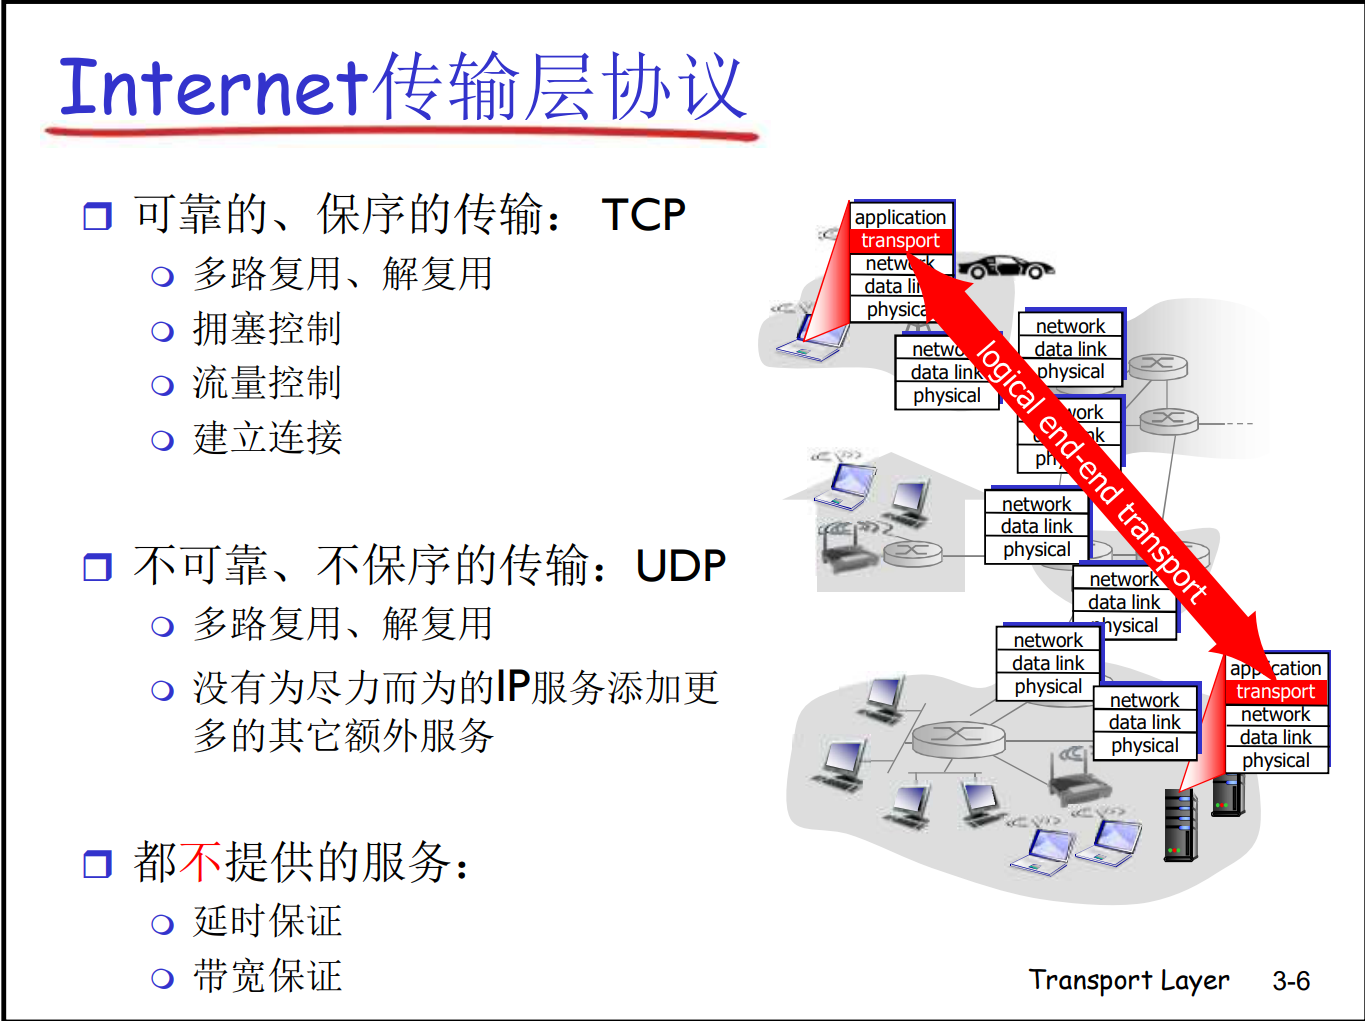 Internet传输层协议
可靠的、保序的传输： TCP
多路复用、解复用
拥塞控制
流量控制
建立连接
不可靠、不保序的传输：UDP
多路复用、解复用
没有为尽力而为的IP服务添加更
多的其它额外服务
都不提供的服务：
延时保证
带宽保证
application
transport
network
data link
physical
network
data link
physical
network
data link
physical
network
data link
physical
logical end-end transport
network
data link
physical
network
data link
physical
network
data link
physical
network
data link
physical
application
transport
network
data link
physical
Transport Layer 3-6